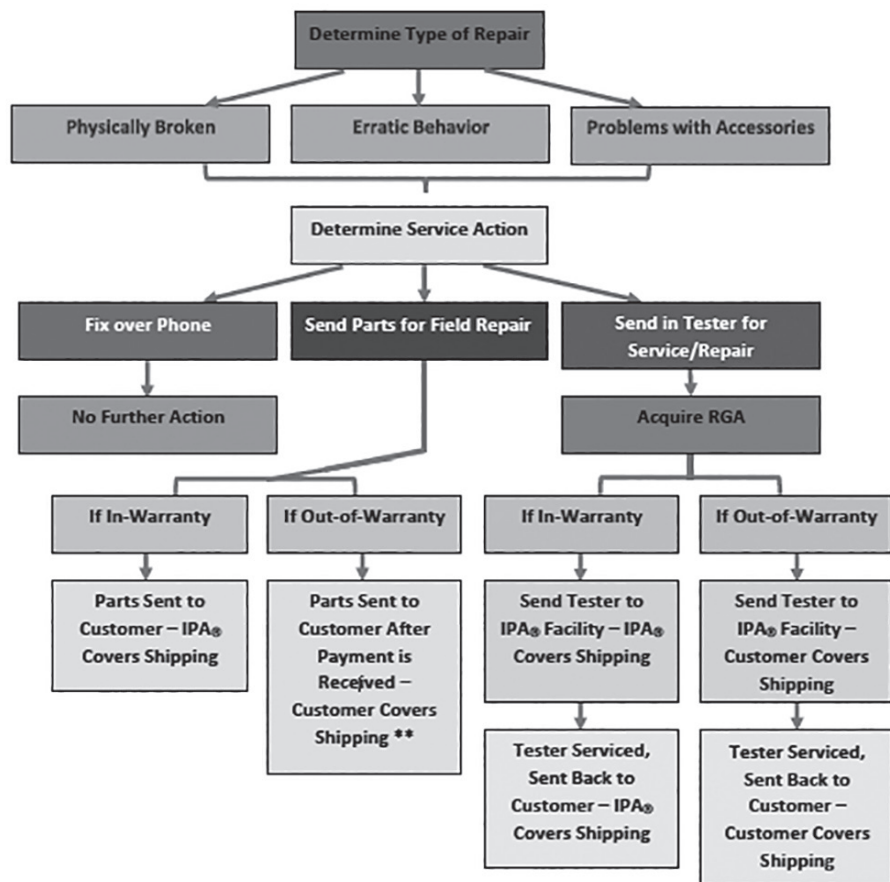 Determine Type of Repair
Physically Broken
Erratic Behavior
Problems with Accessories
Determine Service Action
Fix over Phone
Send Parts for Field Repair
Send in Tester for
Service/Repair
No Further Action
Acquire RGA
If In-Warranty
If Out-of-Warranty
If In-Warranty
If Out-of-Warranty
Parts Sent to
Customer – IPA®
Covers Shipping
Parts Sent to
Customer After
Payment is
Received –
Customer Covers
Shipping **
Send Tester to
IPA® Facility – IPA®
Covers Shipping
Send Tester to
IPA® Facility –
Customer Covers
Shipping
Tester Serviced,
Sent Back to
Customer – IPA®
Covers Shipping
Tester Serviced,
Sent Back to
Customer –
Customer Covers
Shipping